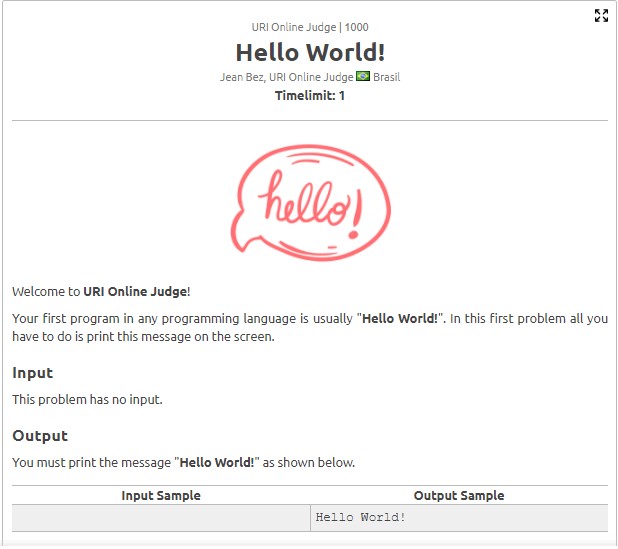 URI Online Judge | 1000
Hello World!
Jean Bez, URI Online Judge Brasil
Timelimit: 1
hello!
Welcome to URI Online Judge!
Your first program in any programming language is usually "Hello World!". In this first problem all you
have to do is print this message on the screen.
Input
This problem has no input.
Output
You must print the message "Hello World!" as shown below.
Input Sample Output Sample
Hello World!